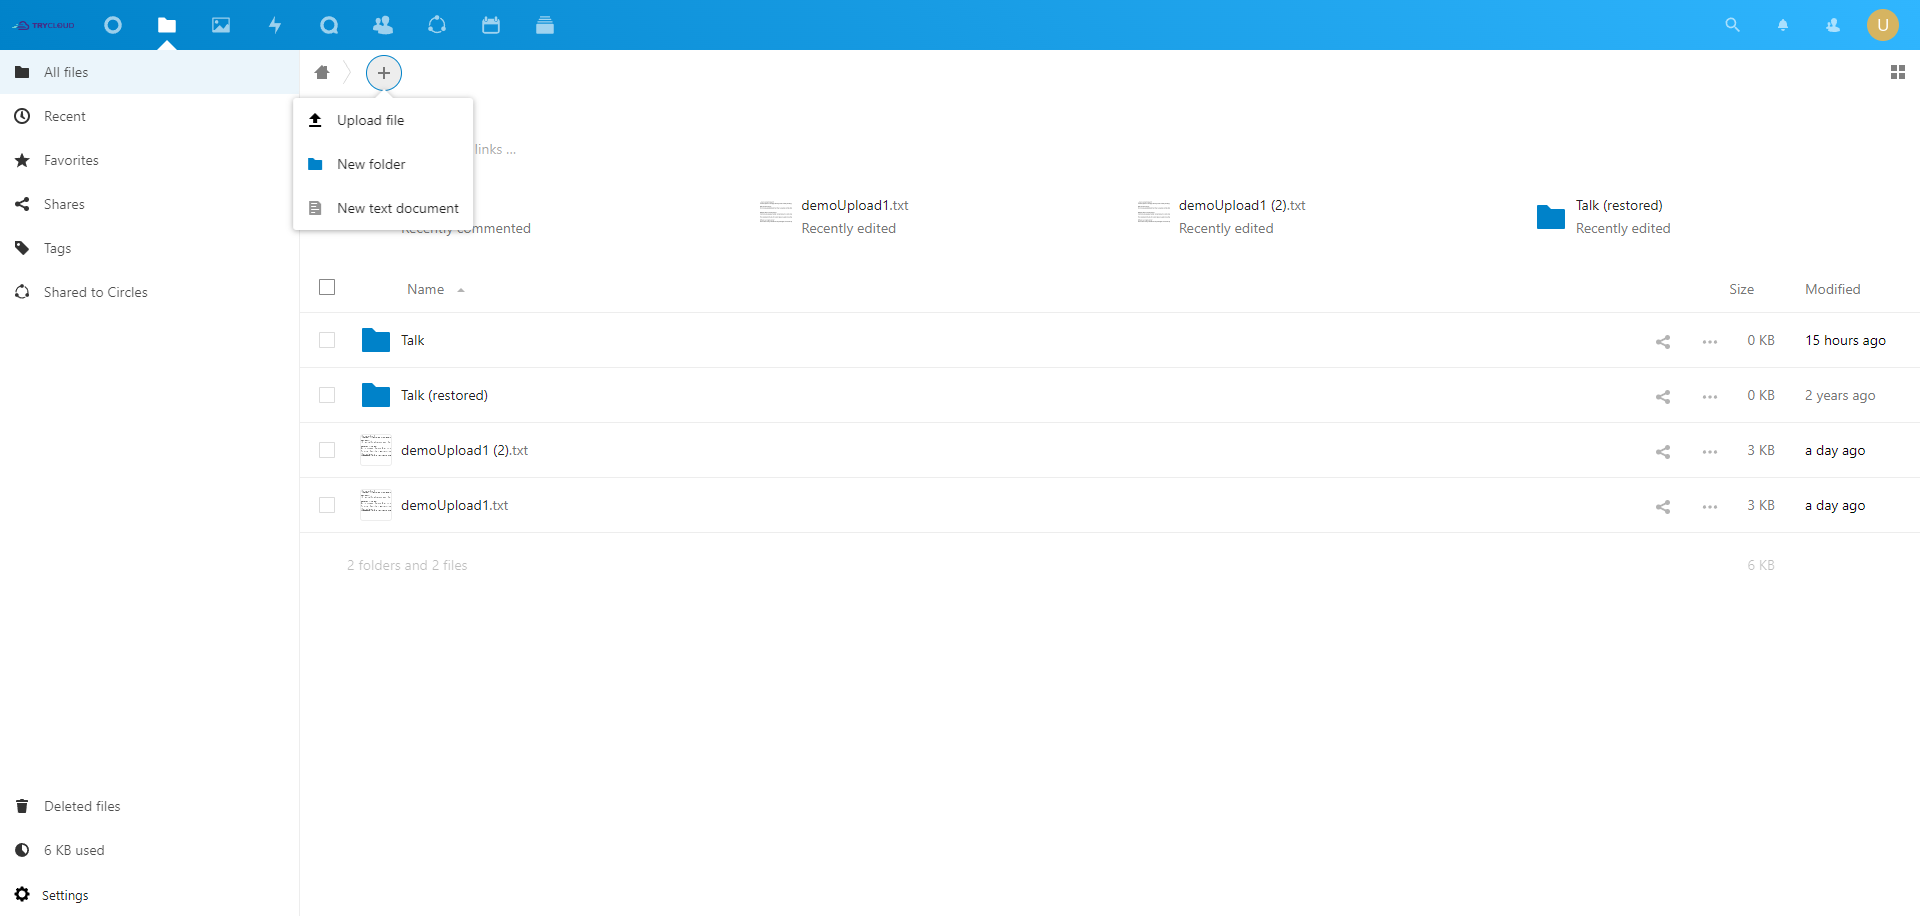 TRYCLOUD
U
All files
Recent
Favorites
Shares
Tags
Shared to Circles
Upload file
New folder
New text document
links ...
Recently commented
demoUpload1.txt
Recently edited
demoUpload1 (2).txt
Recently edited
Talk (restored)
Recently edited
Name
Size
Modified
Talk
0 KB
15 hours ago
Talk (restored)
0 KB
2 years ago
demoUpload1 (2).txt
3 KB
a day ago
demoUpload1.txt
3 KB
a day ago
2 folders and 2 files
6 KB
Deleted files
6 KB used
Settings